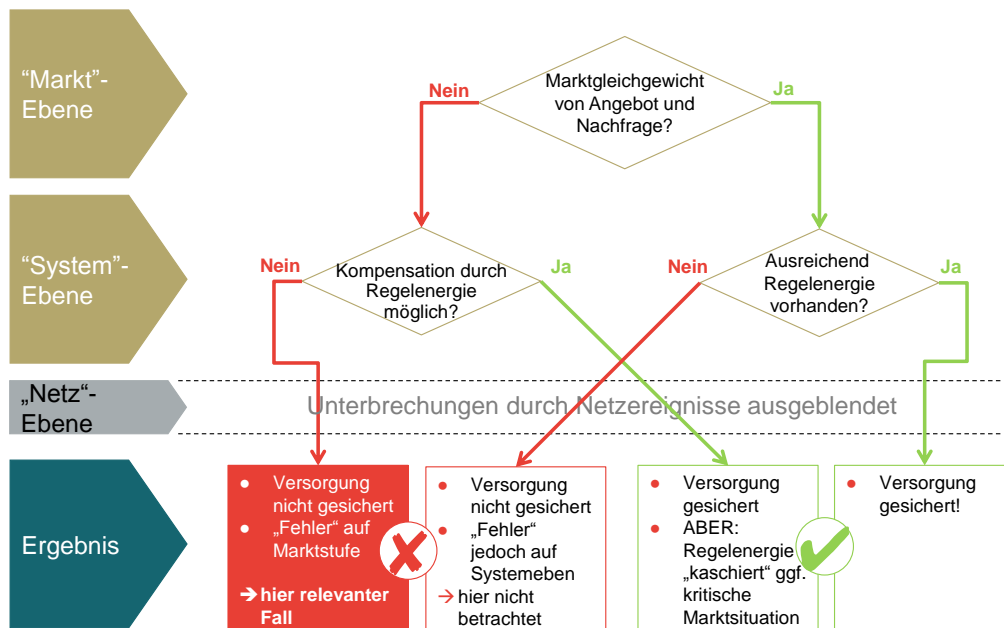 “Markt”-
Ebene
Marktgleichgewicht
von Angebot und
Nachfrage?
Nein
Ja
“System”-
Ebene
Nein
Kompensation durch
Regelenergie
möglich?
Ja
Nein
Ausreichend
Regelenergie
vorhanden?
Ja
„Netz“-
Ebene
Unterbrechungen durch Netzereignisse ausgeblendet
Ergebnis
● Versorgung
nicht gesichert
● „Fehler“ auf
Marktstufe
➔ hier relevanter
Fall
● Versorgung
nicht gesichert
● „Fehler“
jedoch auf
Systemeben
→ hier nicht
betrachtet
● Versorgung
gesichert
● ABER:
Regelenergie
„kaschiert“ ggf.
kritische
Marktsituation
● Versorgung
gesichert!